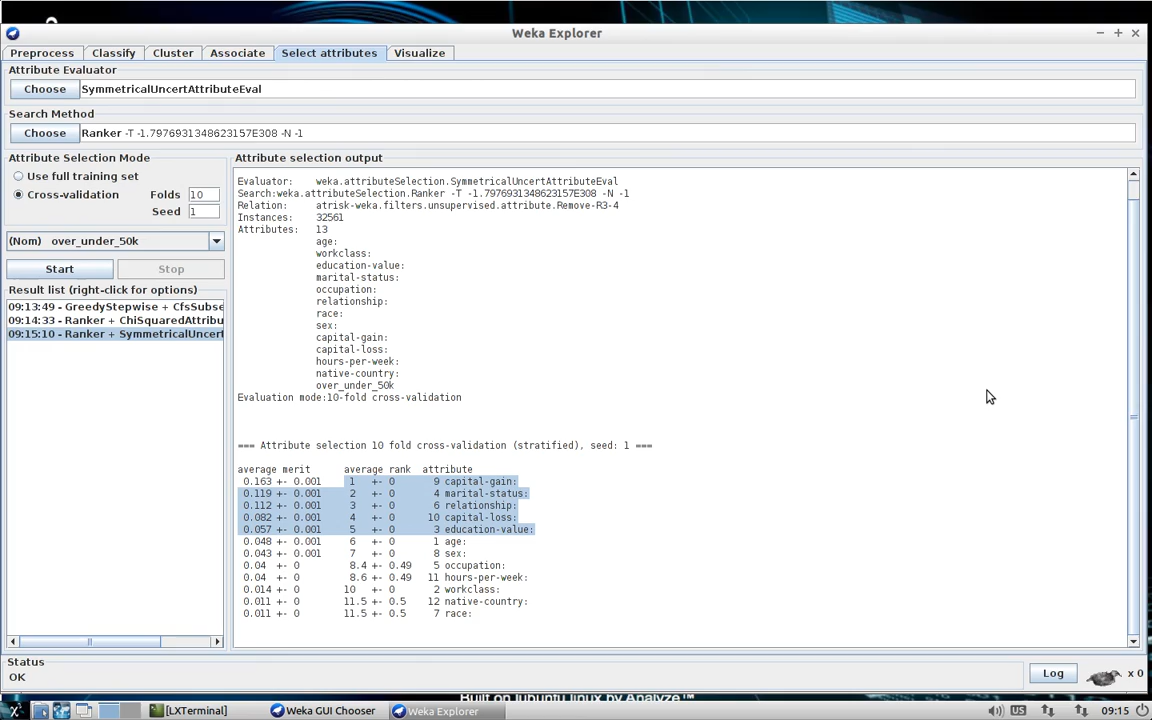 Weka Explorer
Preprocess Classify Cluster Associate Select attributes Visualize
Attribute Evaluator
Choose SymmetricalUncertAttributeEval
Search Method
Choose Ranker -T -1.7976931348623157E308 -N -1
Attribute Selection Mode
Use full training set
Cross-validation Folds 10
Seed 1
(Nom) over_under_50k
Start Stop
Result list (right-click for options)
09:13:49 - GreedyStepwise + CfsSubse
09:14:33 - Ranker + ChiSquaredAttribu
09:15:10 - Ranker + SymmetricalUncert
Attribute selection output
Evaluator: weka.attributeSelection.SymmetricalUncertAttributeEval
Search:weka.attributeSelection.Ranker -T -1.7976931348623157E308 -N -1
Relation: atrisk-weka.filters.unsupervised.attribute.Remove-R3-4
Instances: 32561
Attributes: 13
age:
workclass:
education-value:
marital-status:
occupation:
relationship:
race:
sex:
capital-gain:
capital-loss:
hours-per-week:
native-country:
over_under_50k
Evaluation mode:10-fold cross-validation
=== Attribute selection 10 fold cross-validation (stratified), seed: 1 ===
average merit average rank attribute
0.163 +- 0.001 1 +- 0 9 capital-gain:
0.119 +- 0.001 2 +- 0 4 marital-status:
0.112 +- 0.001 3 +- 0 6 relationship:
0.082 +- 0.001 4 +- 0 10 capital-loss:
0.057 +- 0.001 5 +- 0 3 education-value:
0.048 +- 0.001 6 +- 0 1 age:
0.043 +- 0.001 7 +- 0 8 sex:
0.04 +- 0 8.4 +- 0.49 5 occupation:
0.04 +- 0 8.6 +- 0.49 11 hours-per-week:
0.014 +- 0 10 +- 0 2 workclass:
0.011 +- 0 11.5 +- 0.5 12 native-country:
0.011 +- 0 11.5 +- 0.5 7 race:
Status
OK
Log x 0
Built on lubuntu linux by Analyze™
[LXTerminal] Weka GUI Chooser Weka Explorer US 09:15